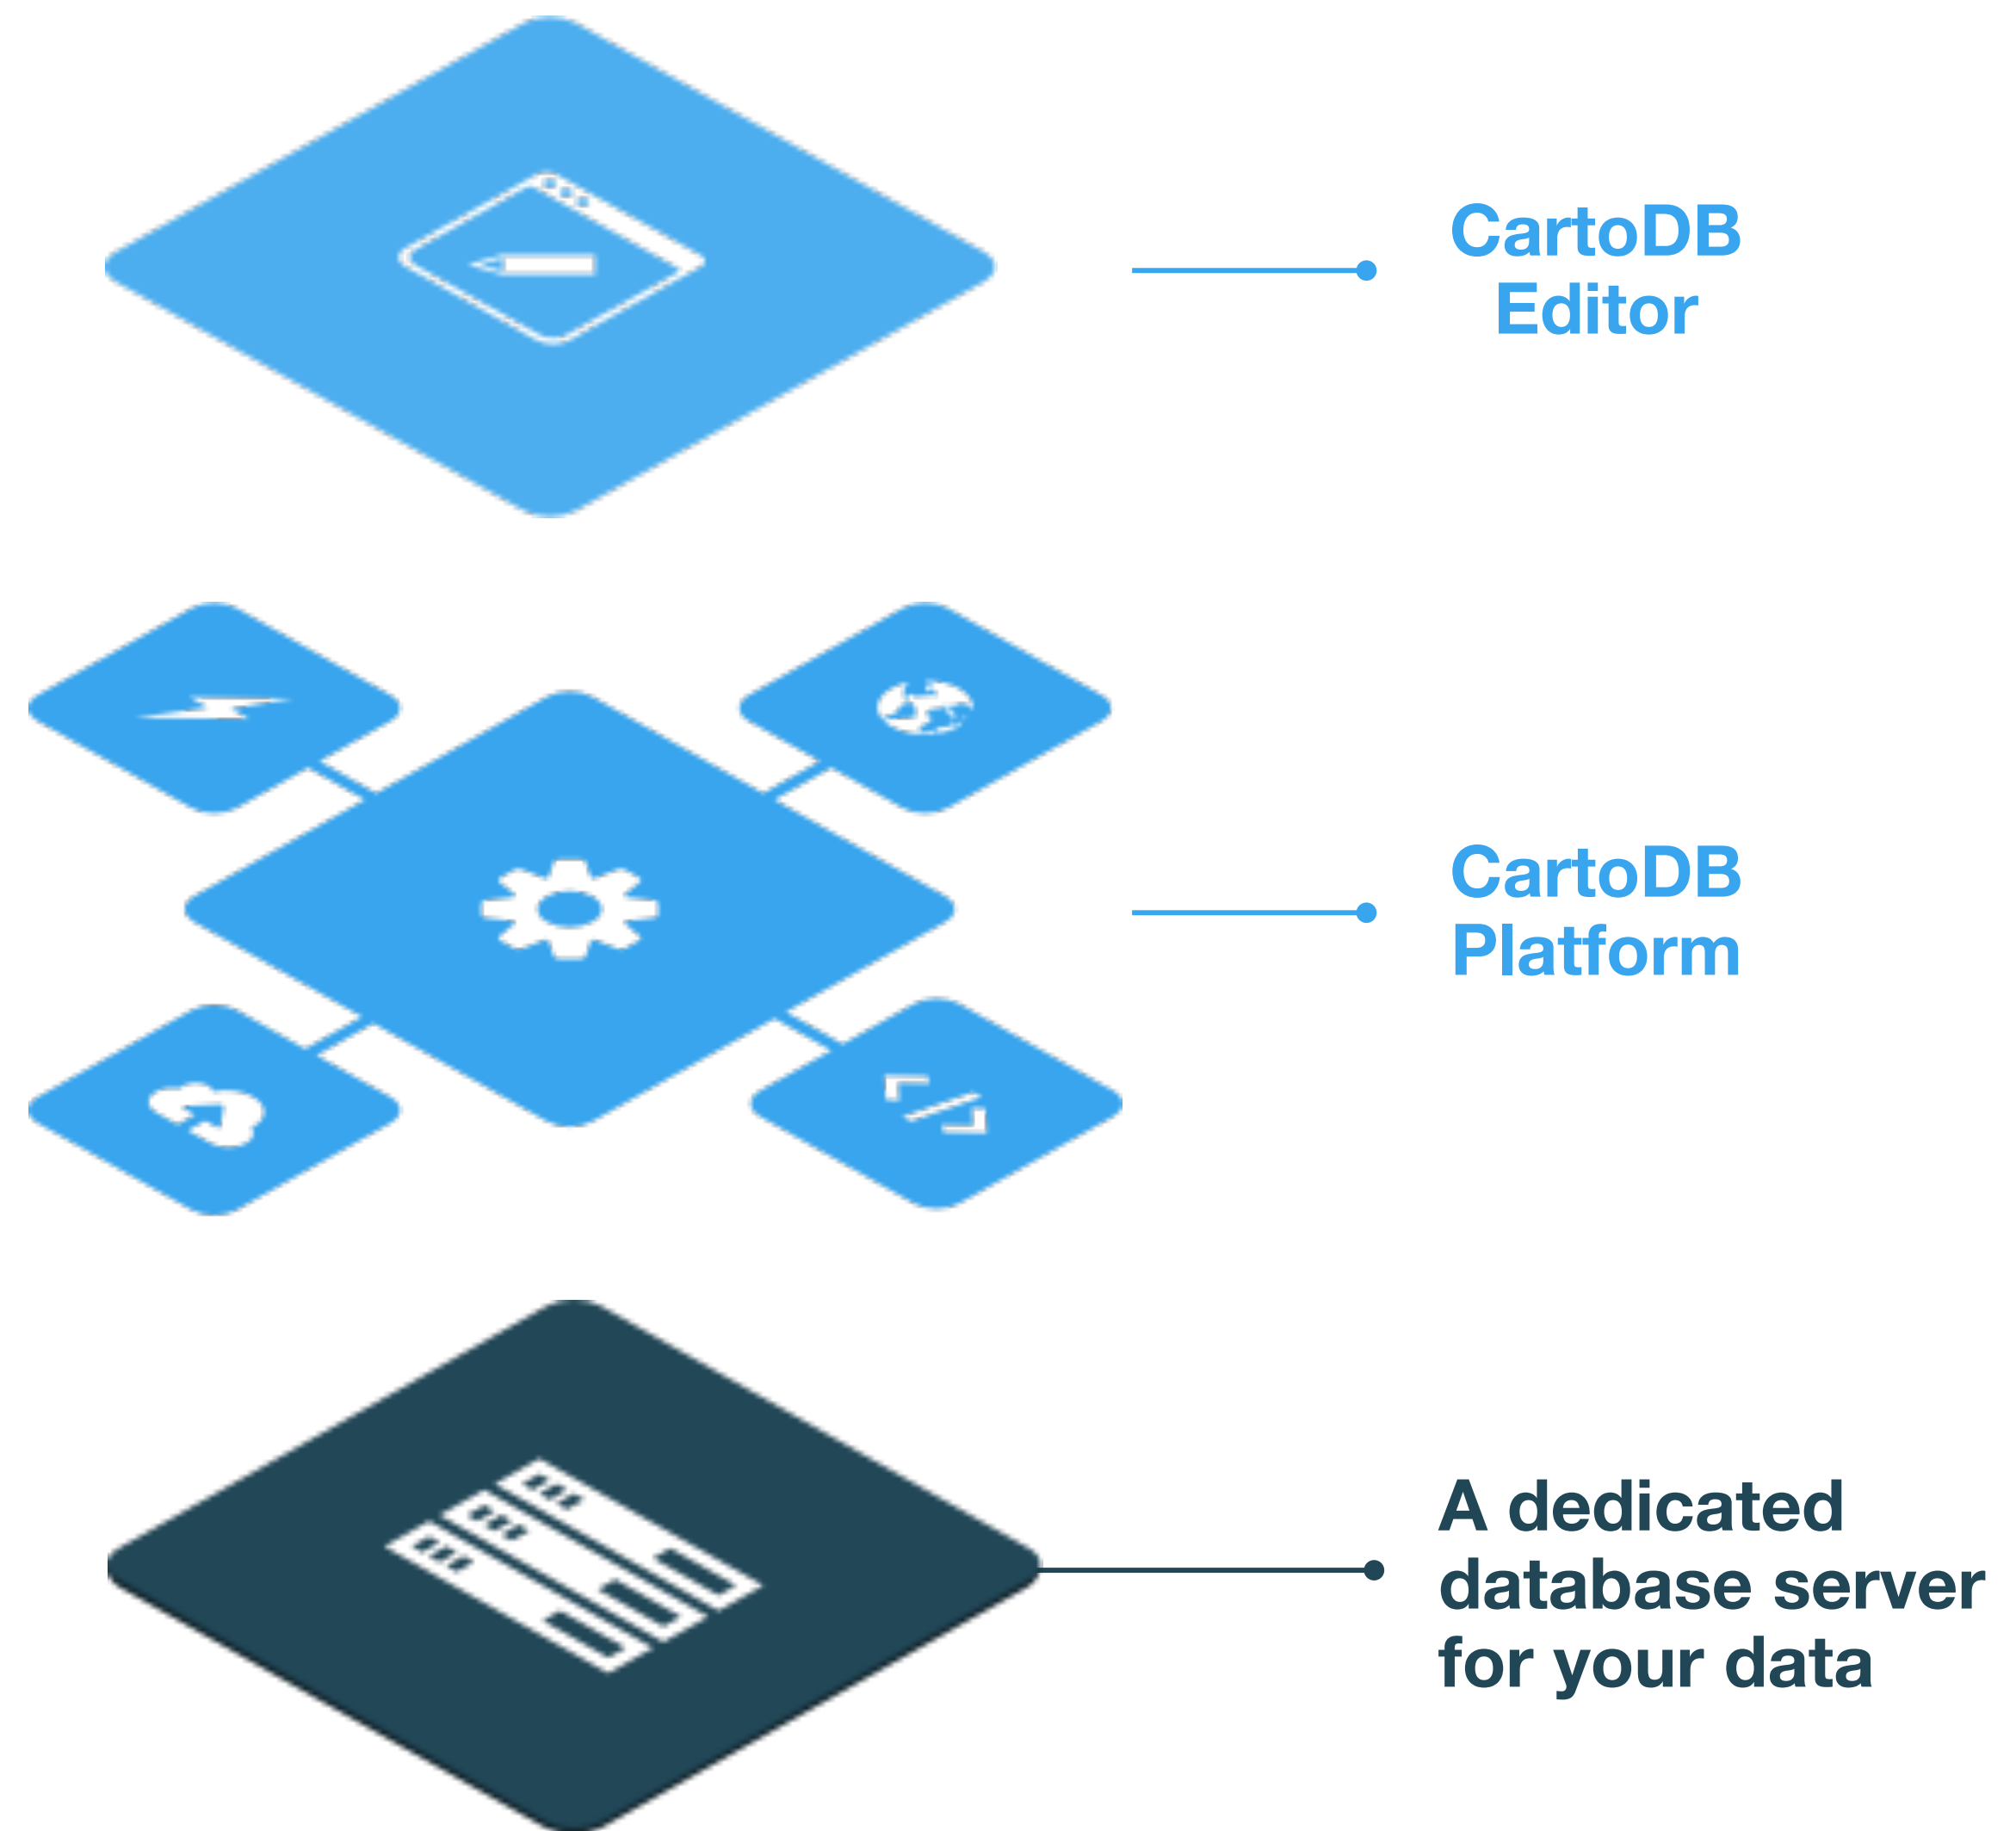 CartoDB
Editor
CartoDB
Platform
A dedicated
database server
for your data